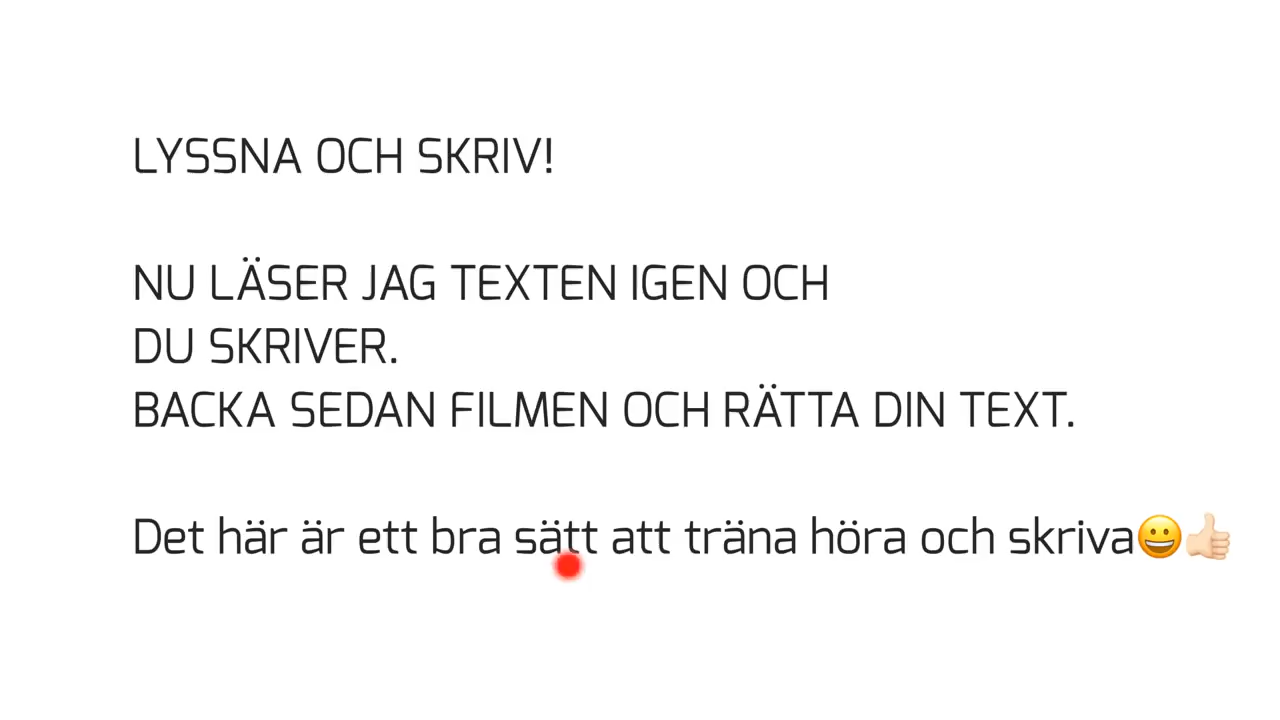 LYSSNA OCH SKRIV!
NU LÄSER JAG TEXTEN IGEN OCH
DU SKRIVER.
BACKA SEDAN FILMEN OCH RÄTTA DIN TEXT.
Det här är ett bra sätt att träna höra och skriva😀👍🏻